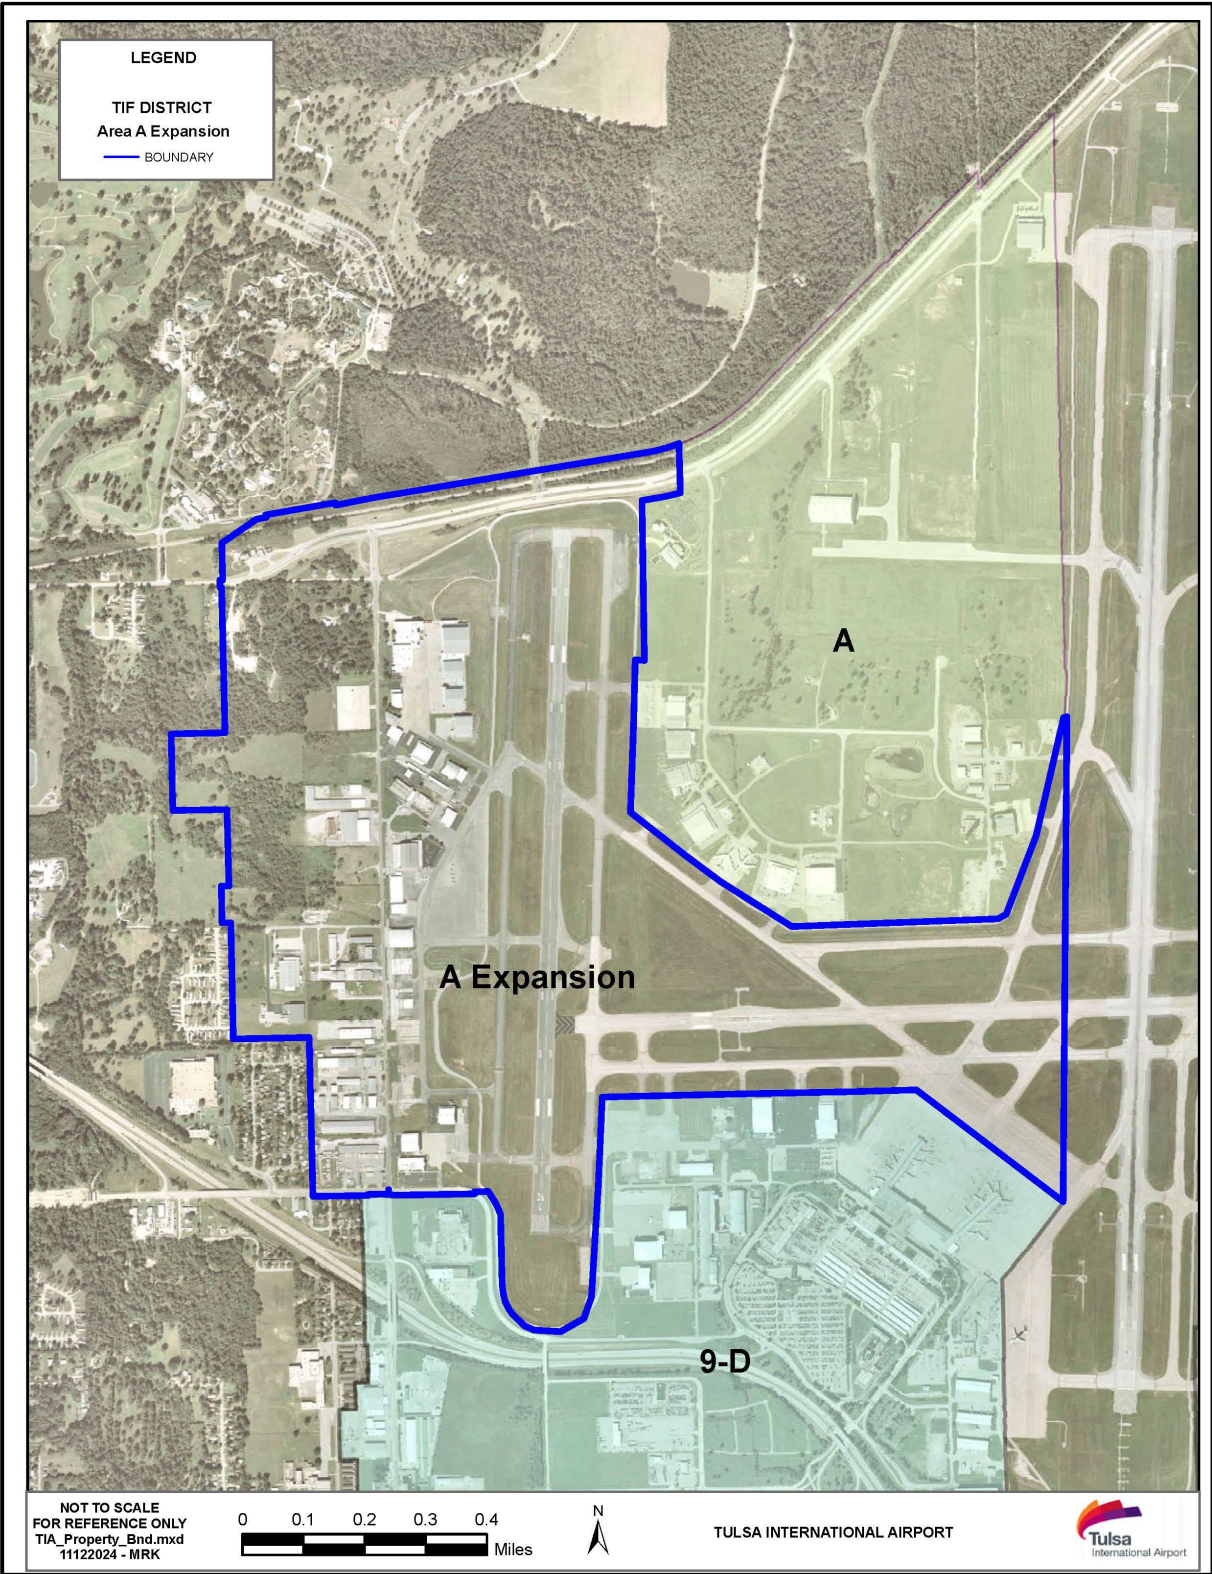 LEGEND
TIF DISTRICT
Area A Expansion
BOUNDARY
A
A Expansion
9-D
NOT TO SCALE
FOR REFERENCE ONLY
TIA_Property_Bnd.mxd
11122024 - MRK
0 0.1 0.2 0.3 0.4
Miles
N
TULSA INTERNATIONAL AIRPORT
Tulsa
International Airport